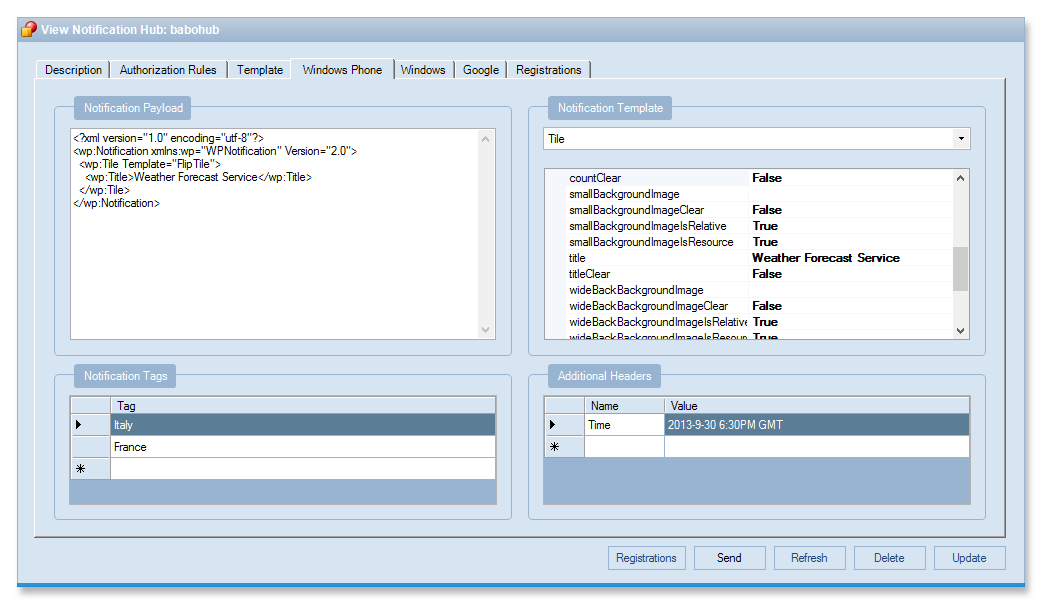 View Notification Hub: babohub
Description Authorization Rules Template Windows Phone Windows Google Registrations
Notification Payload
<?xml version="1.0" encoding="utf-8"?>
<wp:Notification xmlns:wp="WPNotification" Version="2.0">
<wp:Tile Template="FlipTile">
<wp:Title>Weather Forecast Service</wp:Title>
</wp:Tile>
</wp:Notification>
Notification Template
Tile
countClear False
smallBackgroundImage
smallBackgroundImageClear False
smallBackgroundImageIsRelative True
smallBackgroundImageIsResource True
title Weather Forecast Service
titleClear False
wideBackBackgroundImage
wideBackBackgroundImageClear False
wideBackBackgroundImageIsRelative True
wideBackBackgroundImageIsResourc True
Notification Tags
Tag
Italy
France
Additional Headers
Name Value
Time 2013-9-30 6:30PM GMT
Registrations Send Refresh Delete Update